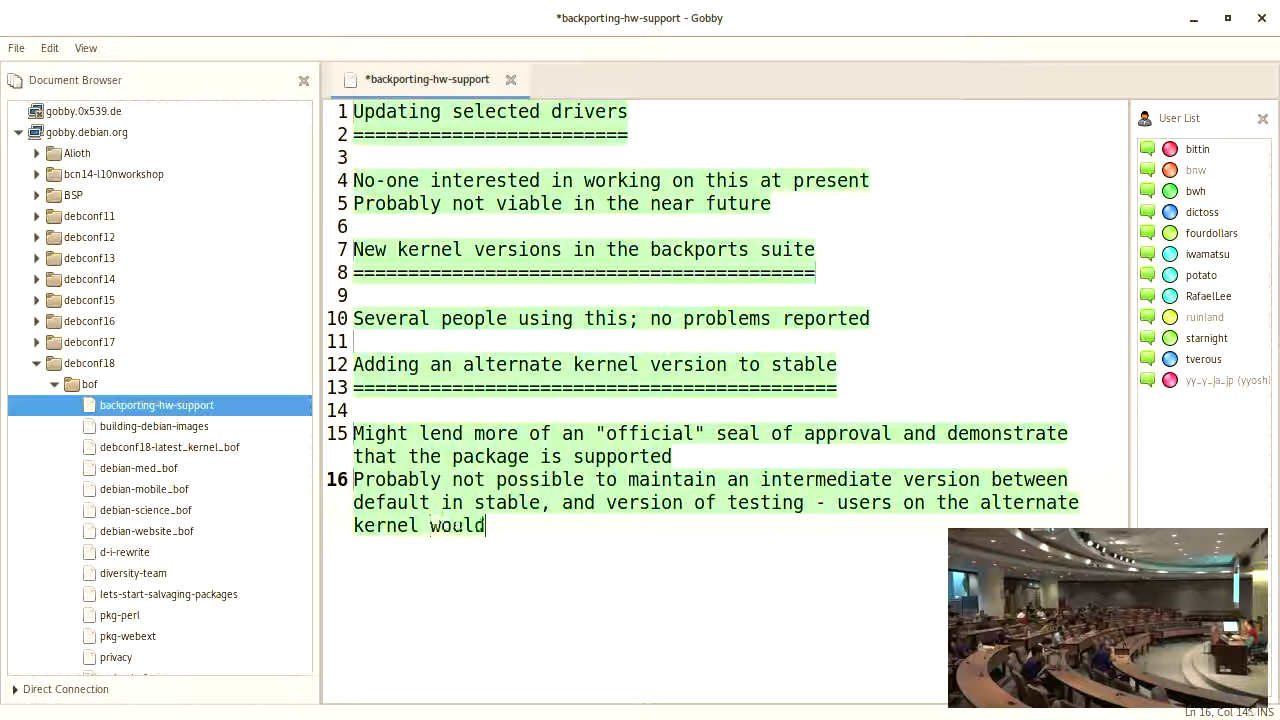 *backporting-hw-support - Gobby
File Edit View
Document Browser
gobby.0x539.de
gobby.debian.org
Alioth
bcn14-l10nworkshop
BSP
debconf11
debconf12
debconf13
debconf14
debconf15
debconf16
debconf17
debconf18
bof
backporting-hw-support
building-debian-images
debconf18-latest_kernel_bof
debian-med_bof
debian-mobile_bof
debian-science_bof
debian-website_bof
d-i-rewrite
diversity-team
lets-start-salvaging-packages
pkg-perl
pkg-webext
privacy
Direct Connection
*backporting-hw-support
1 Updating selected drivers
2 =========================
3
4 No-one interested in working on this at present
5 Probably not viable in the near future
6
7 New kernel versions in the backports suite
8 ==========================================
9
10 Several people using this; no problems reported
11
12 Adding an alternate kernel version to stable
13 ============================================
14
15 Might lend more of an "official" seal of approval and demonstrate
that the package is supported
16 Probably not possible to maintain an intermediate version between
default in stable, and version of testing - users on the alternate
kernel would
User List
bittin
bnw
bwh
dictoss
fourdollars
iwamatsu
potato
RafaelLee
ruinland
starnight
tverous
yy_y_ja_jp (yyoshi
Ln 16, Col 145 INS